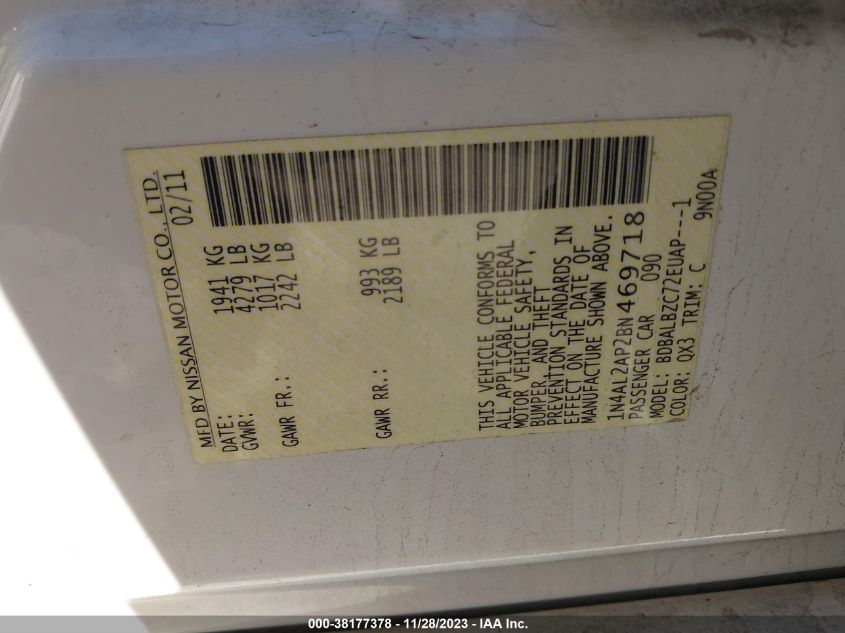 MFD BY NISSAN MOTOR CO., LTD.
DATE: 02/11
GVWR: 1941 KG
4279 LB
GAWR FR.: 1017 KG
2242 LB
GAWR RR.: 993 KG
2189 LB
THIS VEHICLE CONFORMS TO
ALL APPLICABLE FEDERAL
MOTOR VEHICLE SAFETY,
BUMPER, AND THEFT
PREVENTION STANDARDS IN
EFFECT ON THE DATE OF
MANUFACTURE SHOWN ABOVE.
1N4AL2AP2BN469718
PASSENGER CAR 090
MODEL: BDBALBZC72EUAP----1
COLOR: QX3 TRIM: C 9N00A
000-38177378 - 11/28/2023 - IAA Inc.